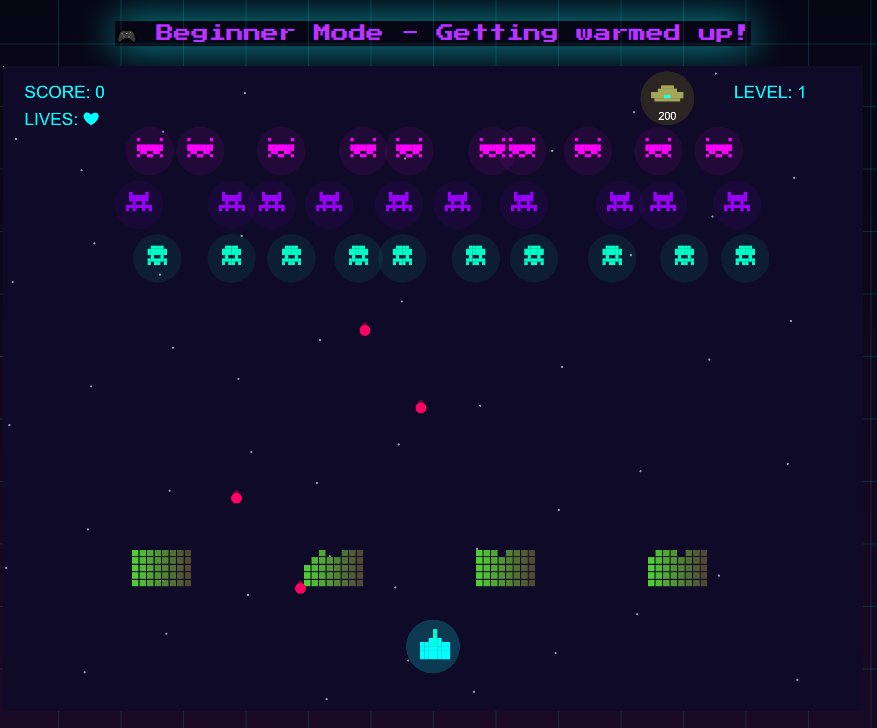 🎮 Beginner Mode - Getting warmed up!
SCORE: 0
LEVEL: 1
LIVES: ♥
200